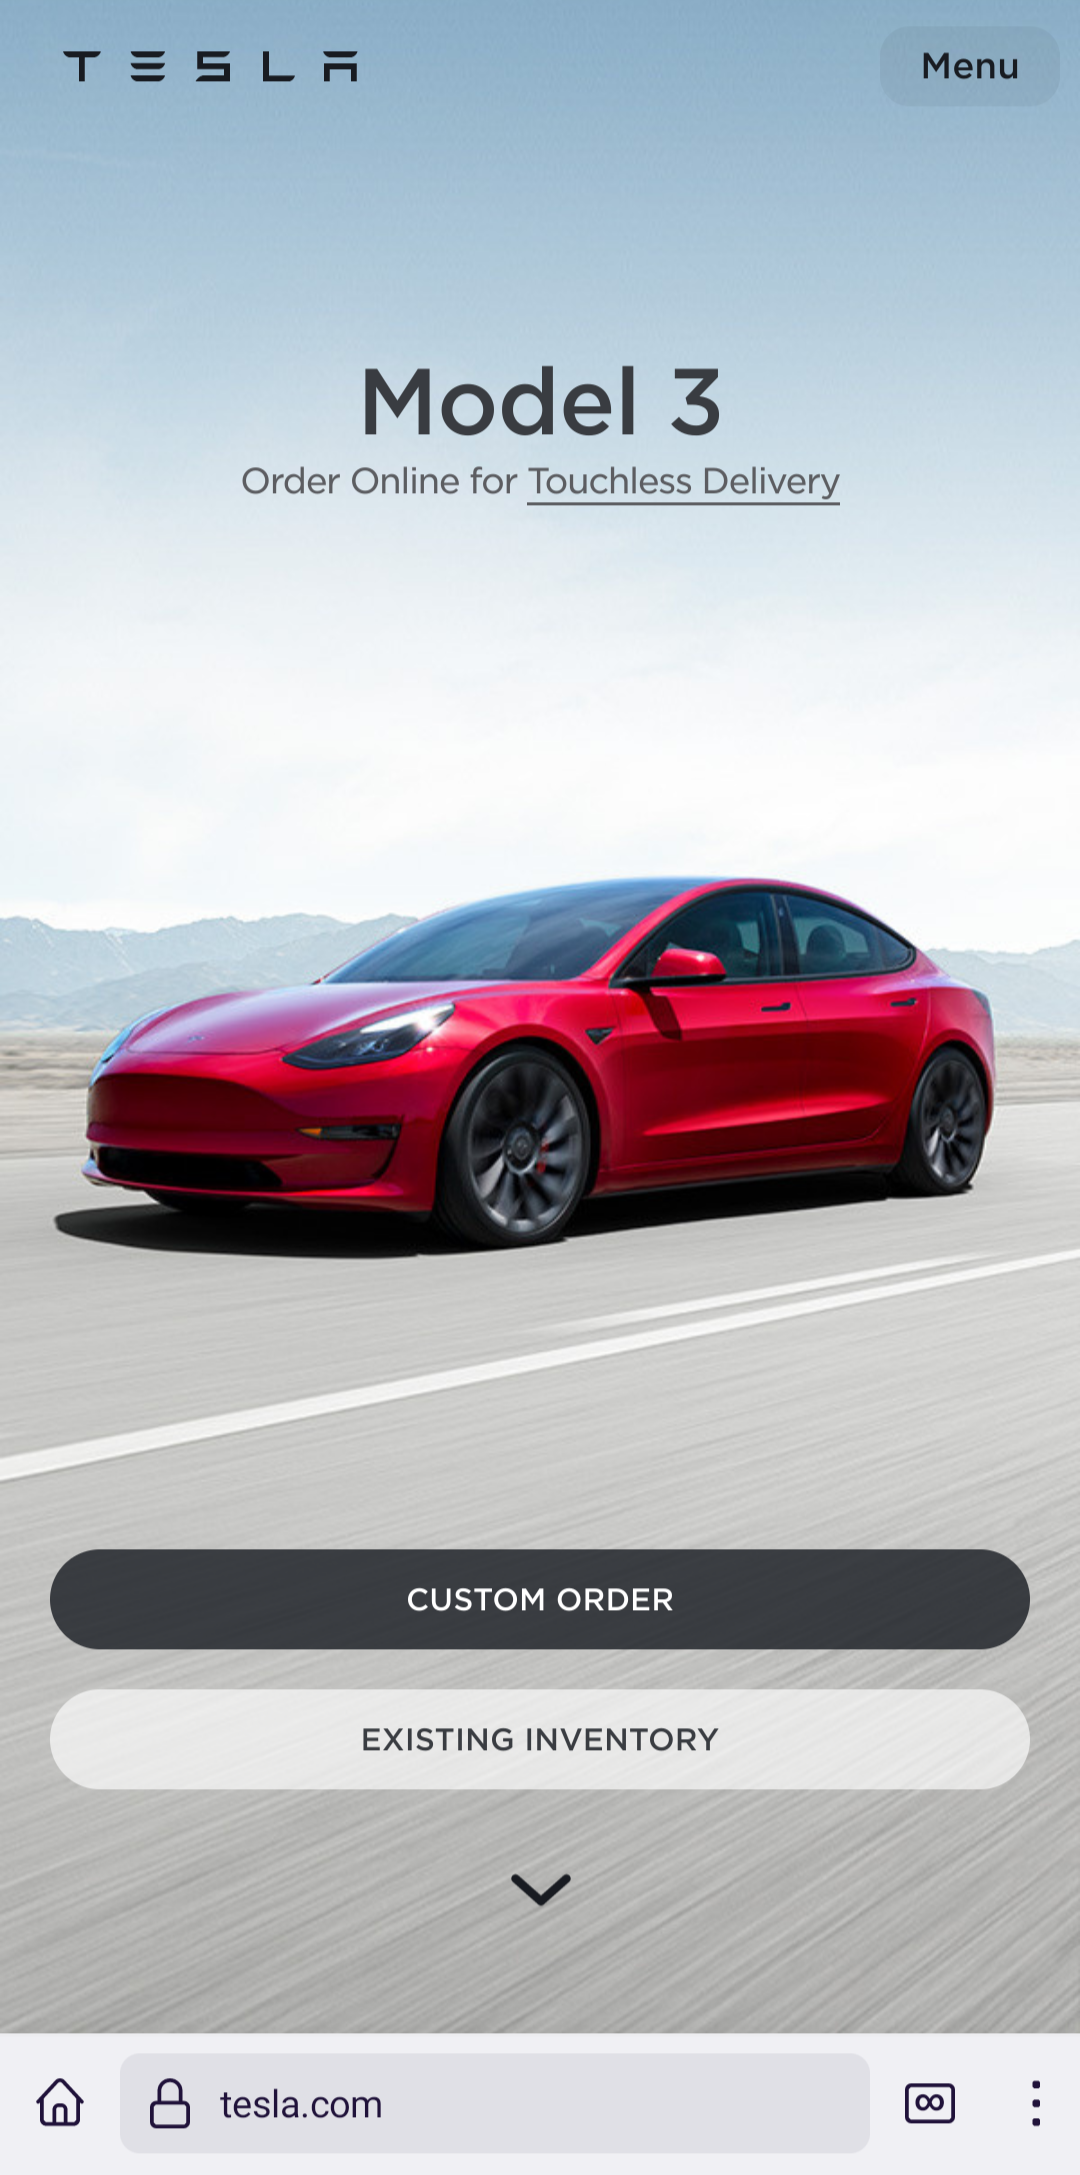 TESLA
Menu
Model 3
Order Online for Touchless Delivery
CUSTOM ORDER
EXISTING INVENTORY
tesla.com
∞